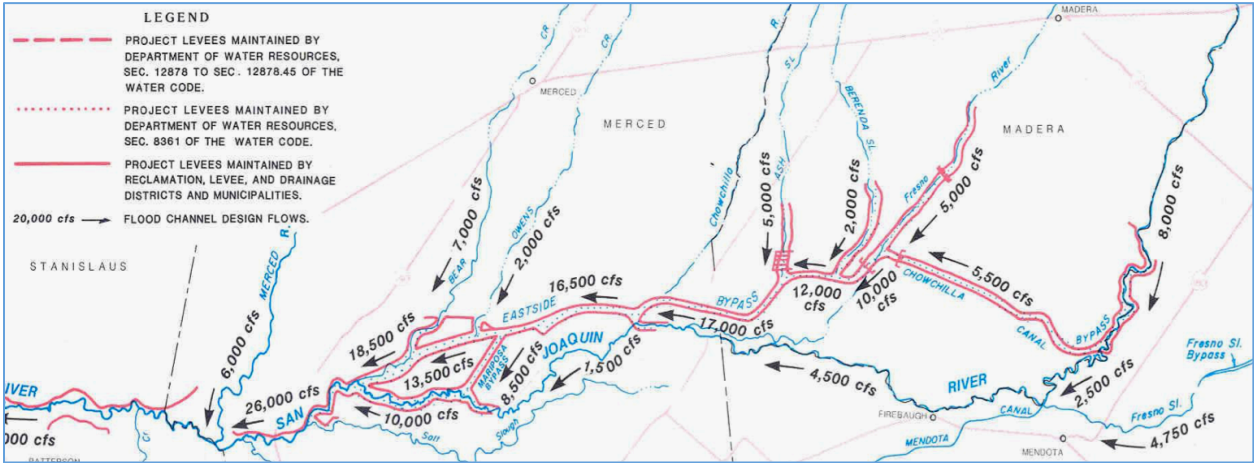 LEGEND
PROJECT LEVEES MAINTAINED BY
DEPARTMENT OF WATER RESOURCES,
SEC. 12878 TO SEC. 12878.45 OF THE
WATER CODE.
PROJECT LEVEES MAINTAINED BY
DEPARTMENT OF WATER RESOURCES,
SEC. 8361 OF THE WATER CODE.
PROJECT LEVEES MAINTAINED BY
RECLAMATION, LEVEE, AND DRAINAGE
DISTRICTS AND MUNICIPALITIES.
20,000 cfs
FLOOD CHANNEL DESIGN FLOWS.
STANISLAUS
MERCED R.
6,000 cfs
IVER
000 cfs
PATTERSON
26,000 cfs
SAN
JOAQUIN
RIVER
18,500 cfs
7,000 cfs
BEAR
CR.
OWENS
CR.
2,000 cfs
MERCED
MERCED
EASTSIDE
BYPASS
16,500 cfs
13,500 cfs
MARIPOSA
BYPASS
8,500 cfs
10,000
Salt
Slough
1,500 cfs
Chowchilla
R.
17,000 cfs
5,000 cfs
ASH
SL
12,000
cfs
2,000 cfs
BERENDA SL.
10,000
cfs
Fresno
River
5,000 cfs
MADERA
MADERA
CHOWCHILLA
CANAL
BYPASS
5,500 cfs
8,000 cfs
4,500 cfs
2,500 cfs
FIREBAUGH
MENDOTA
CANAL
MENDOTA
Fresno Sl.
Bypass
Fresno Sl.
4,750 cfs